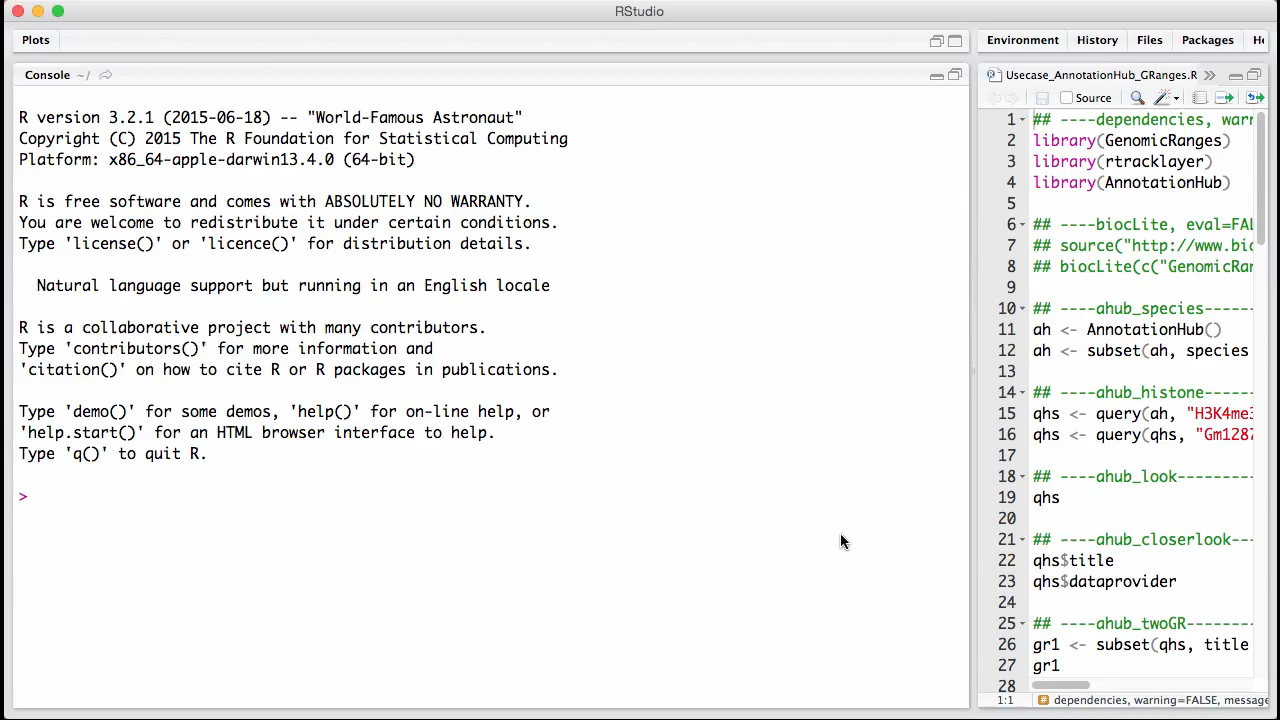 RStudio
Plots
Console ~/
R version 3.2.1 (2015-06-18) -- "World-Famous Astronaut"
Copyright (C) 2015 The R Foundation for Statistical Computing
Platform: x86_64-apple-darwin13.4.0 (64-bit)
R is free software and comes with ABSOLUTELY NO WARRANTY.
You are welcome to redistribute it under certain conditions.
Type 'license()' or 'licence()' for distribution details.
Natural language support but running in an English locale
R is a collaborative project with many contributors.
Type 'contributors()' for more information and
'citation()' on how to cite R or R packages in publications.
Type 'demo()' for some demos, 'help()' for on-line help, or
'help.start()' for an HTML browser interface to help.
Type 'q()' to quit R.
>
Environment History Files Packages He
Usecase_AnnotationHub_GRanges.R
Source
1 ## ----dependencies, warn
2 library(GenomicRanges)
3 library(rtracklayer)
4 library(AnnotationHub)
5
6 ## ----biocLite, eval=FAL
7 ## source("http://www.bio
8 ## biocLite(c("GenomicRan
9
10 ## ----ahub_species------
11 ah <- AnnotationHub()
12 ah <- subset(ah, species
13
14 ## ----ahub_histone------
15 qhs <- query(ah, "H3K4me3
16 qhs <- query(qhs, "Gm1287
17
18 ## ----ahub_look---------
19 qhs
20
21 ## ----ahub_closerlook---
22 qhs$title
23 qhs$dataprovider
24
25 ## ----ahub_twoGR--------
26 gr1 <- subset(qhs, title
27 gr1
28
1:1 # dependencies, warning=FALSE, message